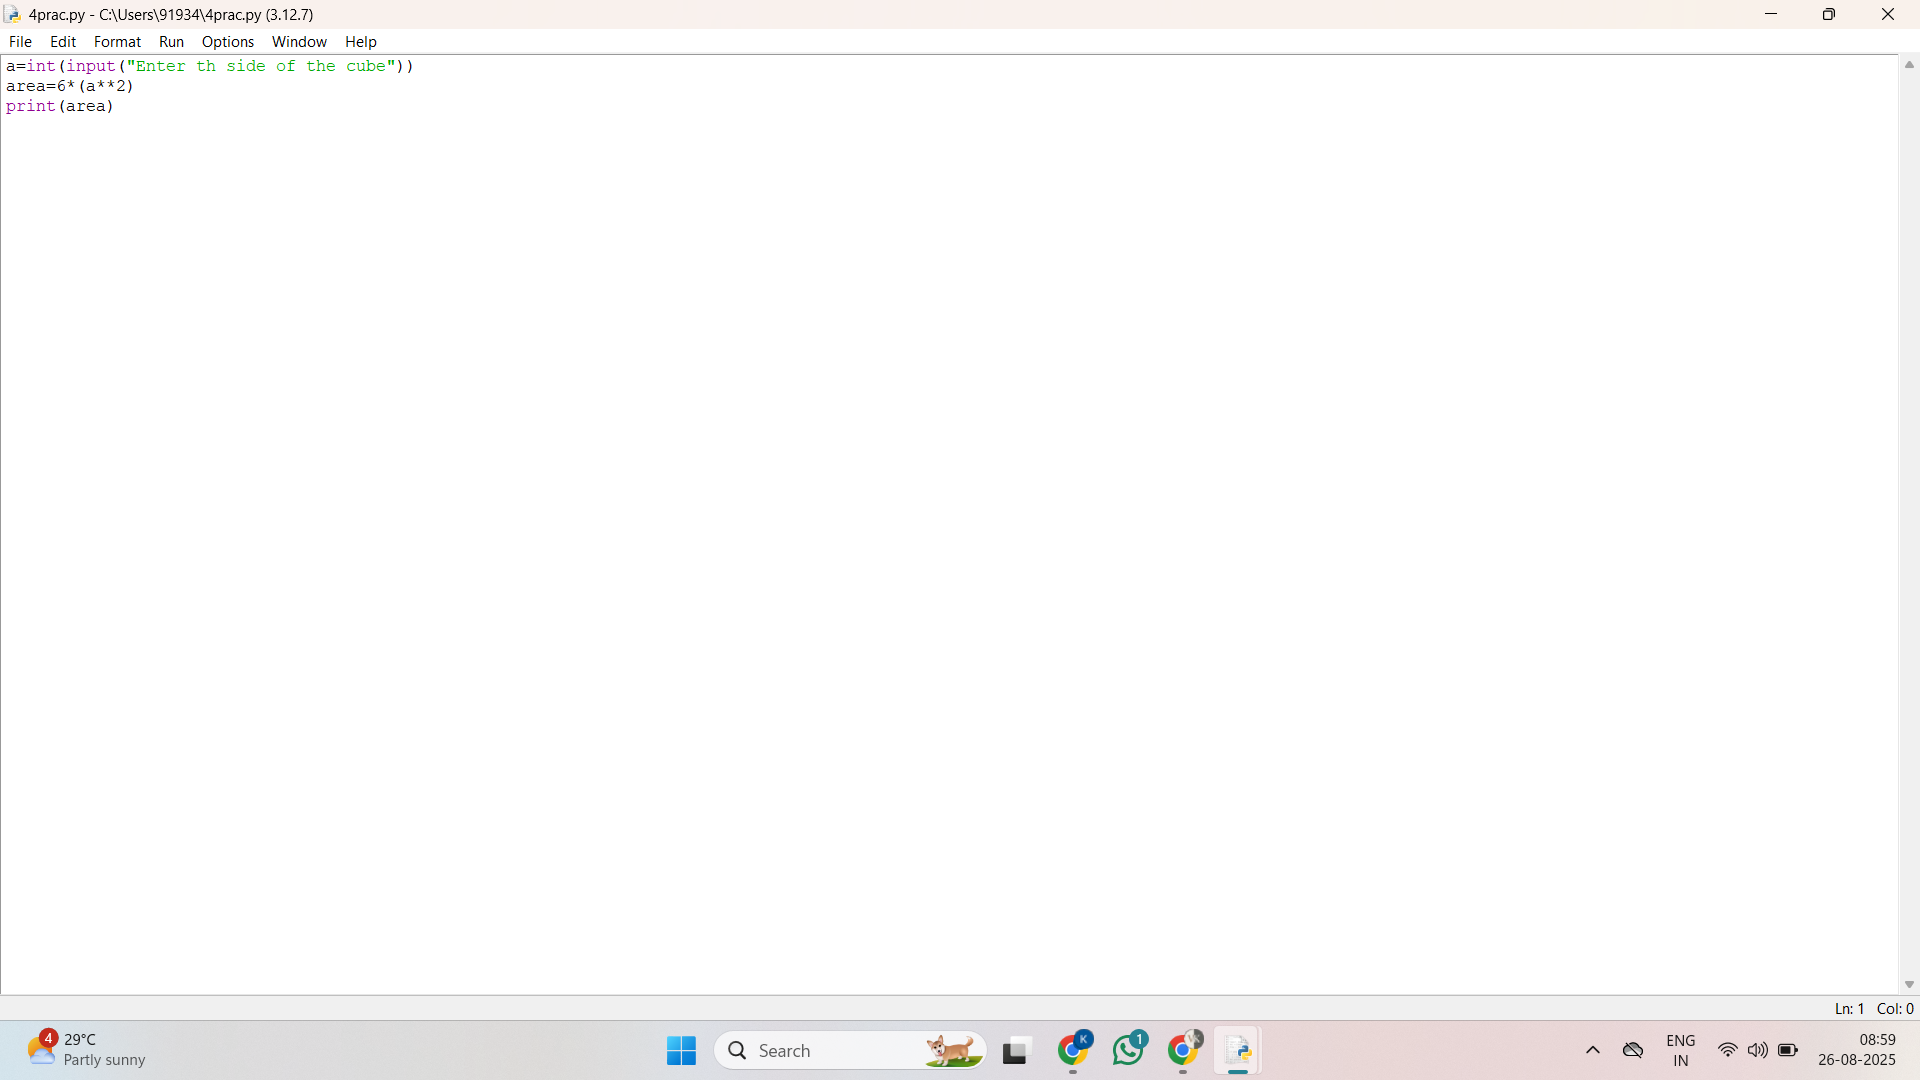 4prac.py - C:\Users\91934\4prac.py (3.12.7)
File Edit Format Run Options Window Help
a=int(input("Enter th side of the cube"))
area=6*(a**2)
print(area)
Ln: 1 Col: 0
4
29°C
Partly sunny
Search
K
1
VK
ENG
IN
08:59
26-08-2025